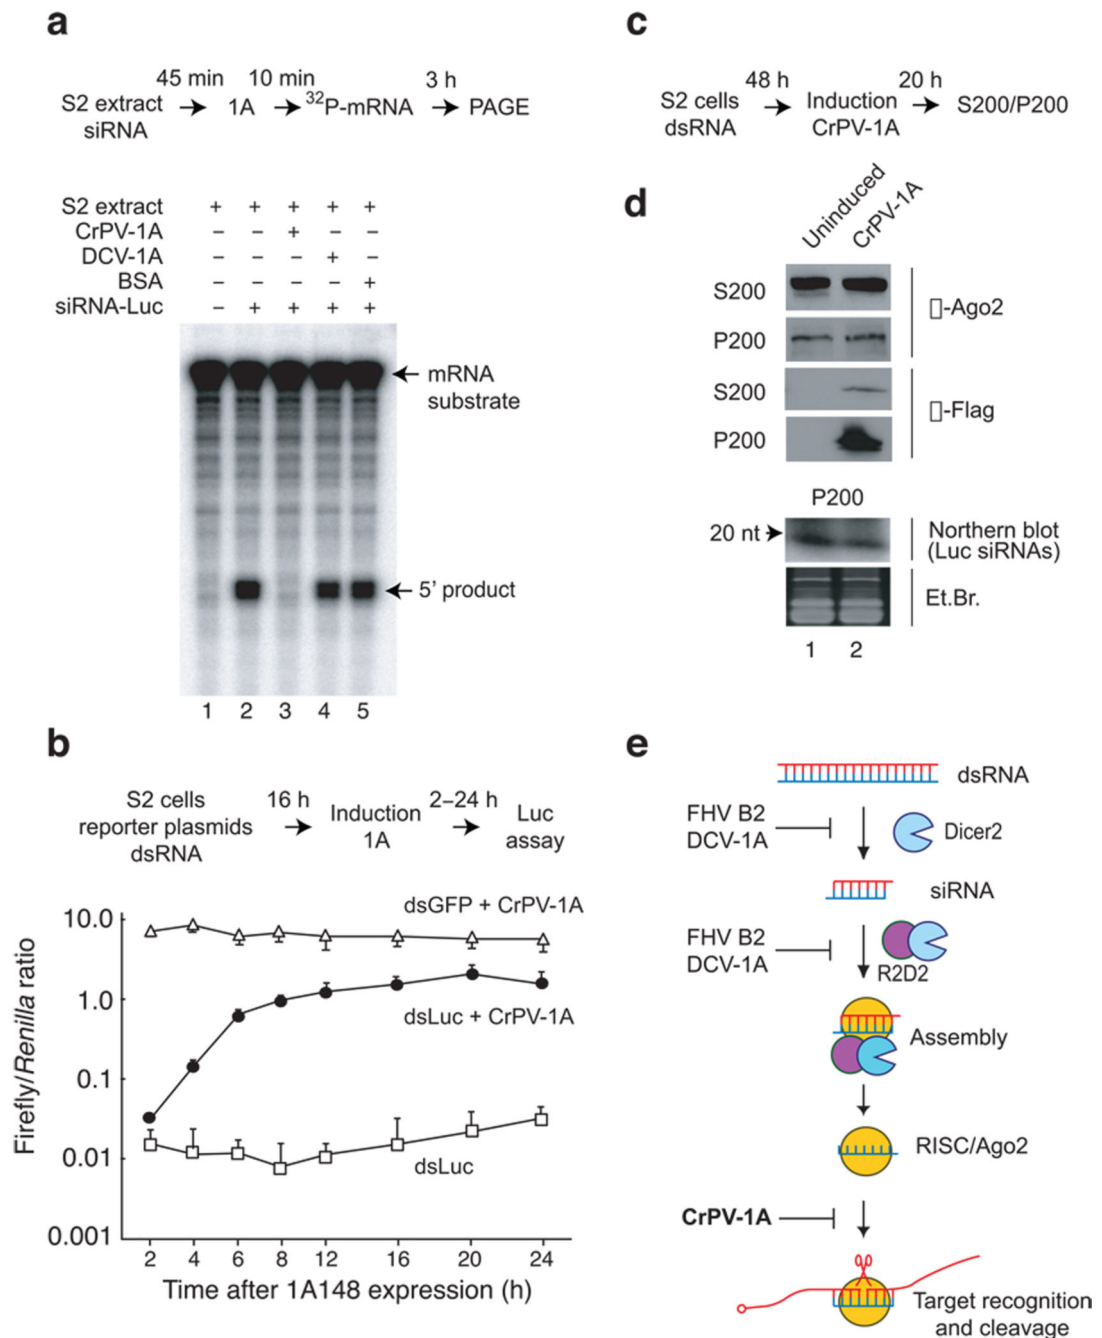 a
45 min 10 min 3 h
S2 extract 1A 32P-mRNA PAGE
siRNA
S2 extract + + + + +
CrPV-1A – – + – –
DCV-1A – – – + –
BSA – – – – +
siRNA-Luc – + + + +
mRNA
substrate
5' product
1 2 3 4 5
b
S2 cells
reporter plasmids
dsRNA
16 h
Induction
1A
2–24 h
Luc
assay
Firefly/Renilla ratio
10.0
1.0
0.1
0.01
0.001
dsGFP + CrPV-1A
dsLuc + CrPV-1A
dsLuc
2 4 6 8 12 16 20 24
Time after 1A148 expression (h)
c
48 h 20 h
S2 cells Induction S200/P200
dsRNA CrPV-1A
d
Uninduced
CrPV-1A
S200
P200
▯-Ago2
S200
P200
▯-Flag
P200
20 nt
Northern blot
(Luc siRNAs)
Et.Br.
1 2
e
dsRNA
FHV B2
DCV-1A
Dicer2
siRNA
FHV B2
DCV-1A
R2D2
Assembly
RISC/Ago2
CrPV-1A
Target recognition
and cleavage